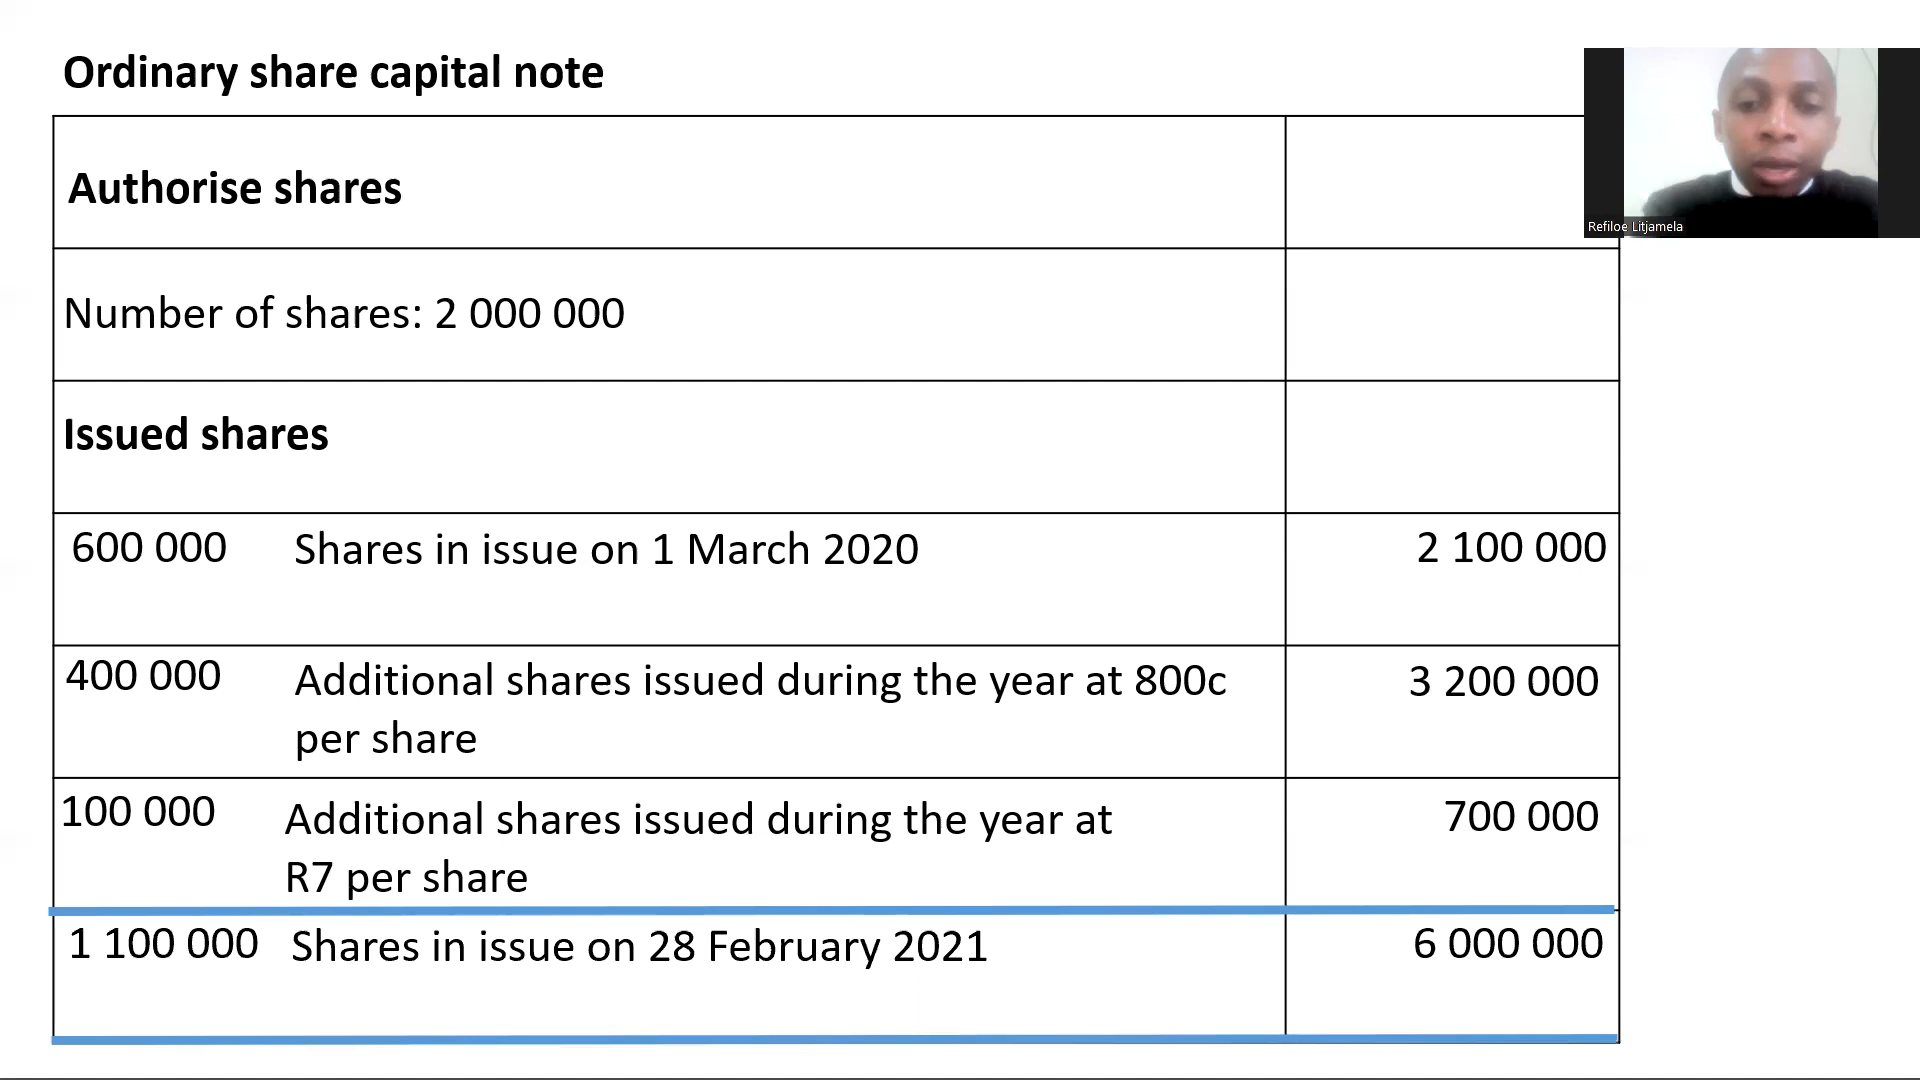 Ordinary share capital note
Authorise shares
Refiloe Litjamela
Number of shares: 2 000 000
Issued shares
600 000 Shares in issue on 1 March 2020 2 100 000
400 000 Additional shares issued during the year at 800c 3 200 000
per share
100 000 Additional shares issued during the year at 700 000
R7 per share
1 100 000 Shares in issue on 28 February 2021 6 000 000